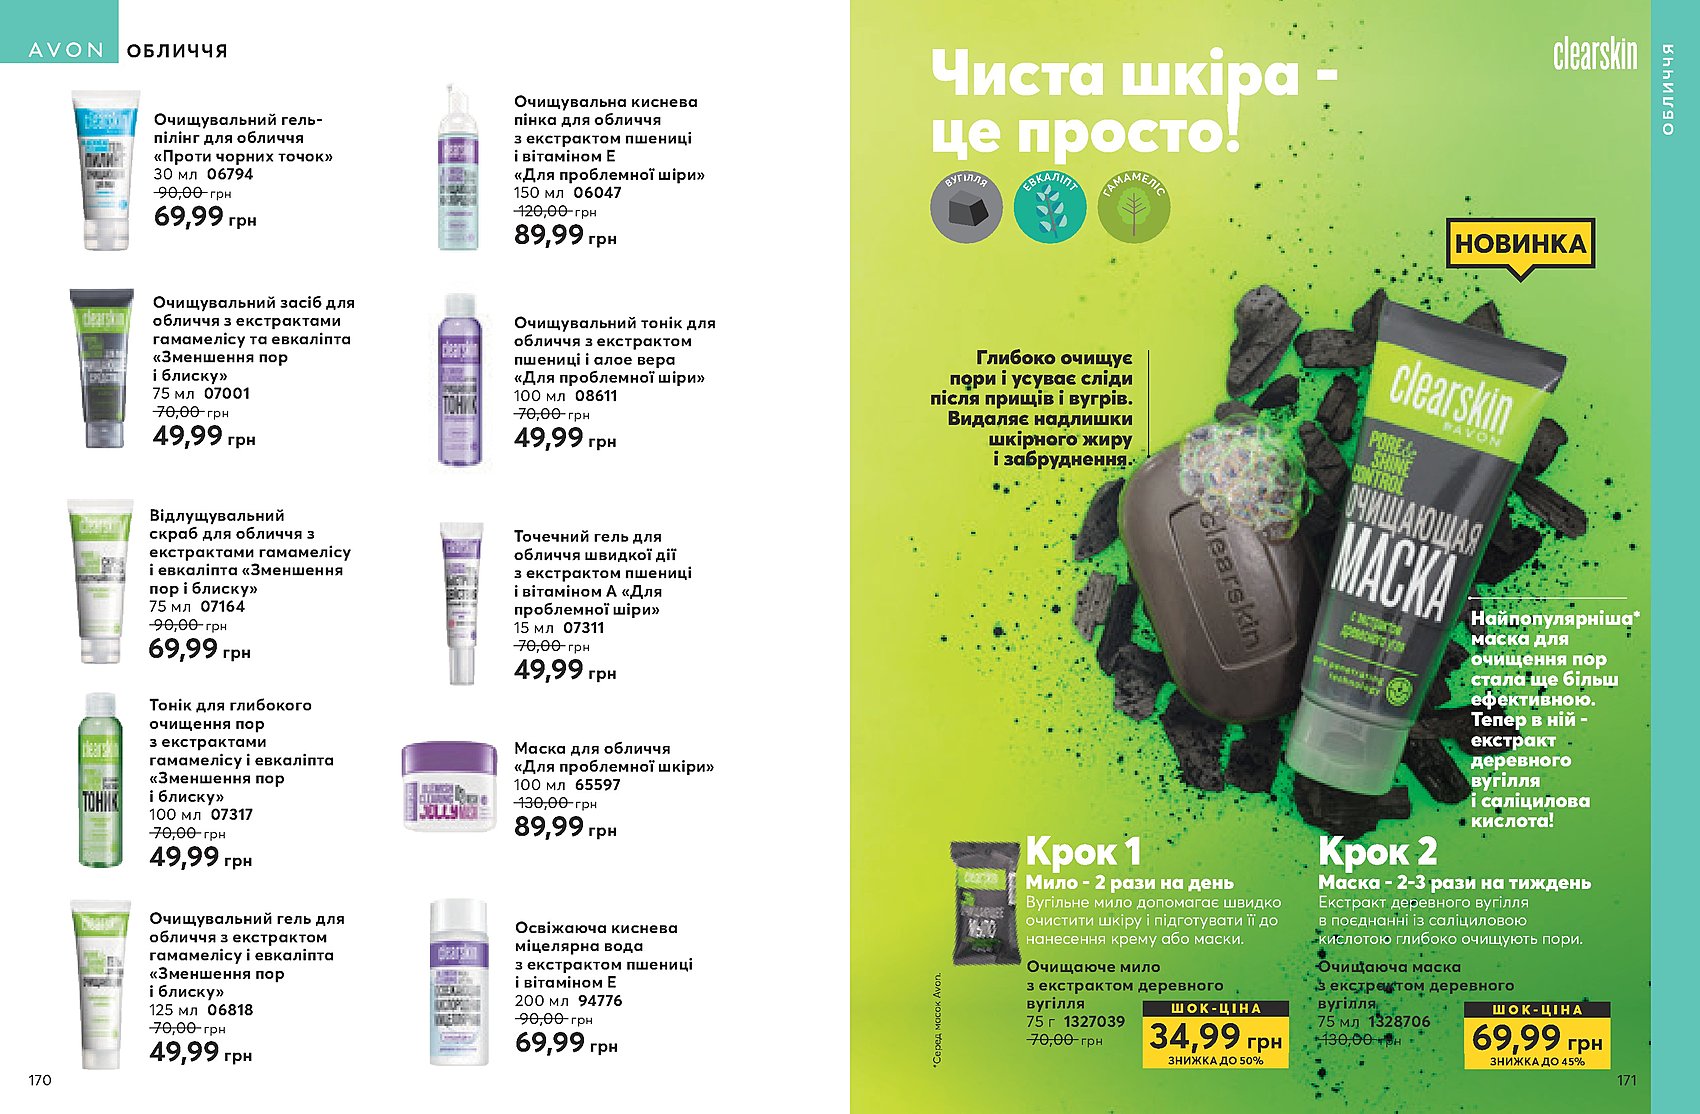 AVON ОБЛИЧЧЯ
Очищувальний гель-
пілінг для обличчя
«Проти чорних точок»
30 мл 06794
90,00 грн
69,99 грн
Очищувальний засіб для
обличчя з екстрактами
гамамелісу та евкаліпта
«Зменшення пор
і блиску»
75 мл 07001
70,00 грн
49,99 грн
Відлущувальний
скраб для обличчя з
екстрактами гамамелісу
і евкаліпта «Зменшення
пор і блиску»
75 мл 07164
90,00 грн
69,99 грн
Тонік для глибокого
очищення пор
з екстрактами
гамамелісу і евкаліпта
«Зменшення пор
і блиску»
100 мл 07317
70,00 грн
49,99 грн
Очищувальний гель для
обличчя з екстрактом
гамамелісу і евкаліпта
«Зменшення пор
і блиску»
125 мл 06818
70,00 грн
49,99 грн
170
Очищувальна киснева
пінка для обличчя
з екстрактом пшениці
і вітаміном Е
«Для проблемної шіри»
150 мл 06047
120,00 грн
89,99 грн
Очищувальний тонік для
обличчя з екстрактом
пшениці і алое вера
«Для проблемної шіри»
100 мл 08611
70,00 грн
49,99 грн
Точечний гель для
обличчя швидкої дії
з екстрактом пшениці
і вітаміном А «Для
проблемної шіри»
15 мл 07311
70,00 грн
49,99 грн
Маска для обличчя
«Для проблемної шкіри»
100 мл 65597
130,00 грн
89,99 грн
Освіжаюча киснева
міцелярна вода
з екстрактом пшениці
і вітаміном Е
200 мл 94776
90,00 грн
69,99 грн
clearskin
ТОНИК
clearskin
ТОНИК
clearskin
Чиста шкіра -
це просто!
clearskin
ОБЛИЧЧЯ
ВУГІЛЛЯ
ЕВКАЛІПТ
ГАМАМЕЛІС
НОВИНКА
Глибоко очищує
пори і усуває сліди
після прищів і вугрів.
Видаляє надлишки
шкірного жиру
і забруднення.
clearskin
clearskin
AVON
PORE &
SHINE
CONTROL
ОЧИЩАЮЩАЯ
МАСКА
с экстрактом
древесного угля
pore penetrating
technology
Найпопулярніша*
маска для
очищення пор
стала ще більш
ефективною.
Тепер в ній -
екстракт
деревного
вугілля
і саліцилова
кислота!
Крок 1
Мило - 2 рази на день
Вугільне мило допомагає швидко
очистити шкіру і підготувати її до
нанесення крему або маски.
Очищаюче мило
з екстрактом деревного
вугілля
75 г 1327039
70,00 грн
ШОК-ЦІНА
34,99 грн
ЗНИЖКА ДО 50%
Крок 2
Маска - 2-3 рази на тиждень
Екстракт деревного вугілля
в поєднанні із саліциловою
кислотою глибоко очищують пори.
Очищаюча маска
з екстрактом деревного
вугілля
75 мл 1328706
130,00 грн
ШОК-ЦІНА
69,99 грн
ЗНИЖКА ДО 45%
*Серед масок Avon.
171